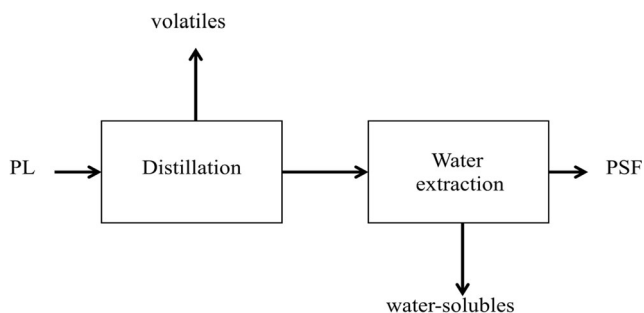 volatiles
PL
Distillation
Water
extraction
PSF
water-solubles